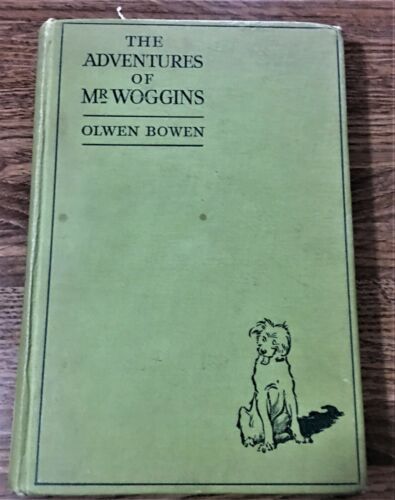 THE
ADVENTURES
OF
MR WOGGINS
OLWEN BOWEN